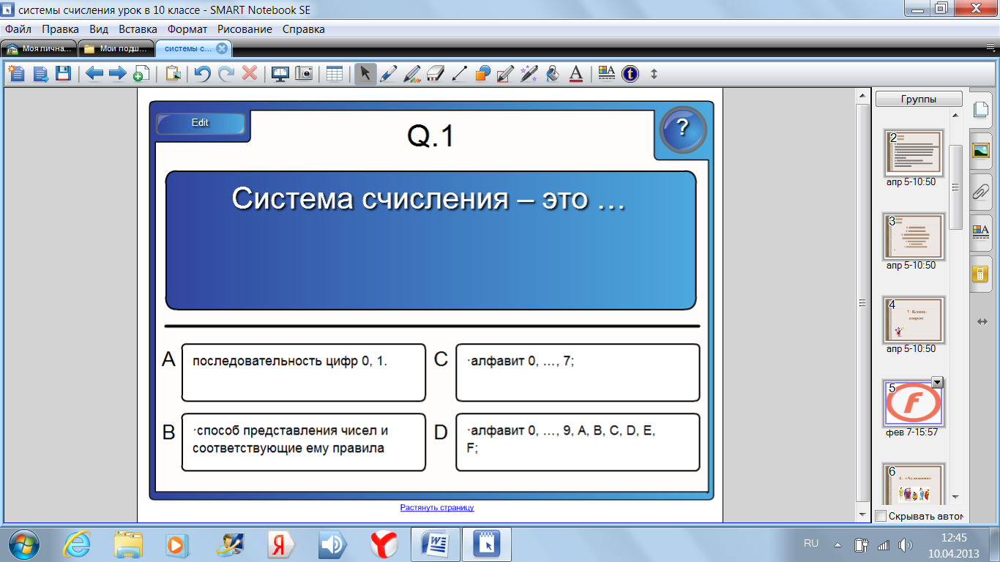 системы счисления урок в 10 классе - SMART Notebook SE
Файл Правка Вид Вставка Формат Рисование Справка
Моя лична... Мои подш... системы с...
Группы
Edit
Q.1
?
Система счисления – это …
A
последовательность цифр 0, 1.
B
·способ представления чисел и
соответствующие ему правила
C
·алфавит 0, …, 7;
D
·алфавит 0, …, 9, A, B, C, D, E,
F;
Растянуть страницу
2
апр 5-10:50
3
апр 5-10:50
4
апр 5-10:50
5
фев 7-15:57
6
Скрывать автом
RU
12:45
10.04.2013